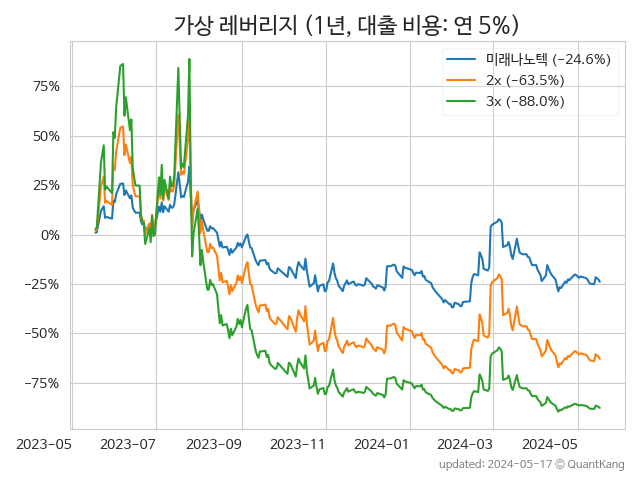 가상 레버리지 (1년, 대출 비용: 연 5%)
미래나노텍 (−24.6%)
2x (−63.5%)
3x (−88.0%)
75%
50%
25%
0%
−25%
−50%
−75%
2023-05 2023-07 2023-09 2023-11 2024-01 2024-03 2024-05
updated: 2024-05-17 © QuantKang